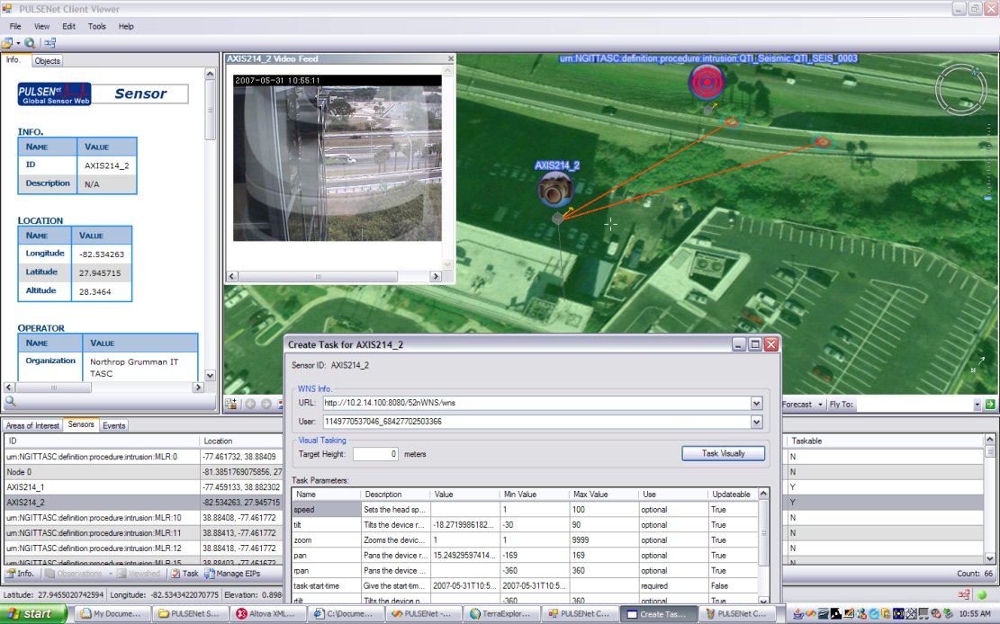 PULSENet Client Viewer
File View Edit Tools Help
Info. Objects
PULSENet
Global Sensor Web
Sensor
INFO.
NAME VALUE
ID AXIS214_2
Description N/A
LOCATION
NAME VALUE
Longitude -82.534263
Latitude 27.945715
Altitude 28.3464
OPERATOR
NAME VALUE
Organization Northrop Grumman IT
TASC
AXIS214_2 Video Feed
2007-05-31 10:55:11
urn:NGITTASC:definition:procedure:intrusion:QTI_Seismic:QTI_SEIS_0003
AXIS214_2
N
Forecast Fly To:
Create Task for AXIS214_2
Sensor ID: AXIS214_2
WNS Info.
URL: http://10.2.14.100:8080/52nWNS/wns
User: 1149770537046_68427702503366
Visual Tasking
Target Height: 0 meters Task Visually
Task Parameters:
Name Description Value Min Value Max Value Use Updateable
speed Sets the head sp... 1 100 optional True
tilt Tilts the device r... -18.2719986182... -30 90 optional True
zoom Zooms the devic... 1 1 9999 optional True
pan Pans the device r... 15.24929597414... -169 169 optional True
rpan Pans the device ... -360 360 optional True
task-start-time Give the start-tim... 2007-05-31T10:5... 2007-05-31T10:5... required False
rtilt Tilts the device r... -360 360 optional True
Areas of Interest Sensors Events
ID Location Taskable
urn:NGITTASC:definition:procedure:intrusion:MLR:0 -77.461732, 38.88409 N
Node 0 -81.3851769075856, 27 N
AXIS214_1 -77.459133, 38.882302 Y
AXIS214_2 -82.534263, 27.945715 Y
urn:NGITTASC:definition:procedure:intrusion:MLR:10 38.88408, -77.461772 N
urn:NGITTASC:definition:procedure:intrusion:MLR:11 38.88413, -77.461772 N
urn:NGITTASC:definition:procedure:intrusion:MLR:12 38.88418, -77.461772 N
urn:NGITTASC:definition:procedure:intrusion:MLR:15 38.88403, -77.461772 N
Info. Observations Viewshed Task Manage EIPs Count: 66
Latitude: 27.9455020742594 Longitude: -82.5343422070775 Elevation: 0.898
start My Docume... PULSENet S... Altova XML... C:\Docume... PULSENet -... TerraExplor... PULSENet C... Create Tas... PULSENet C... 10:55 AM